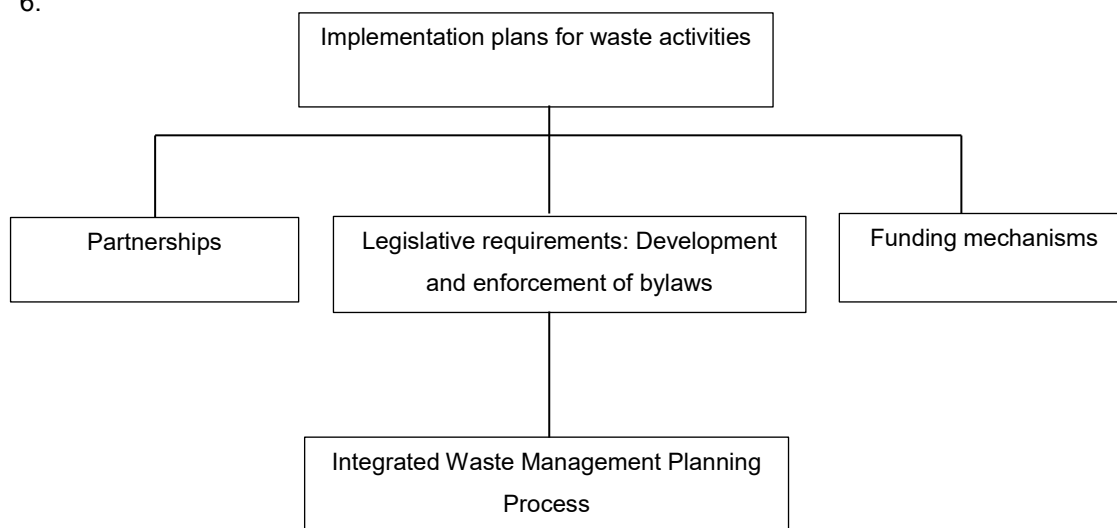 6.
Implementation plans for waste activities
Partnerships
Legislative requirements: Development
and enforcement of bylaws
Funding mechanisms
Integrated Waste Management Planning
Process